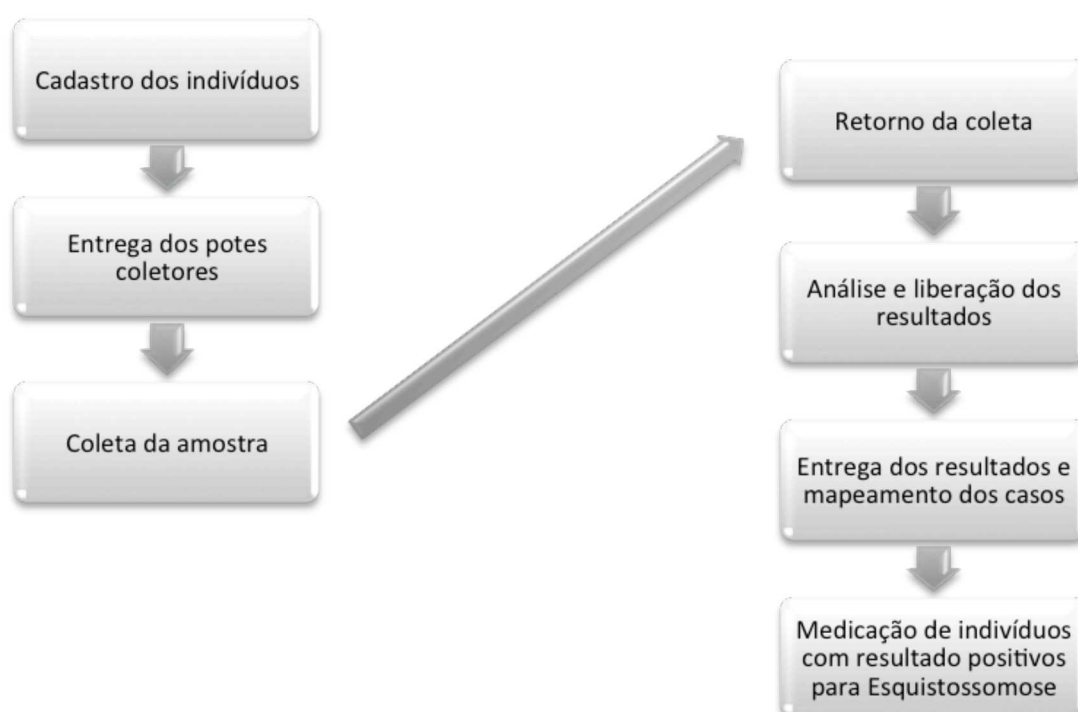 Cadastro dos indivíduos
Entrega dos potes
coletores
Coleta da amostra
Retorno da coleta
Análise e liberação dos
resultados
Entrega dos resultados e
mapeamento dos casos
Medicação de indivíduos
com resultado positivos
para Esquistossomose